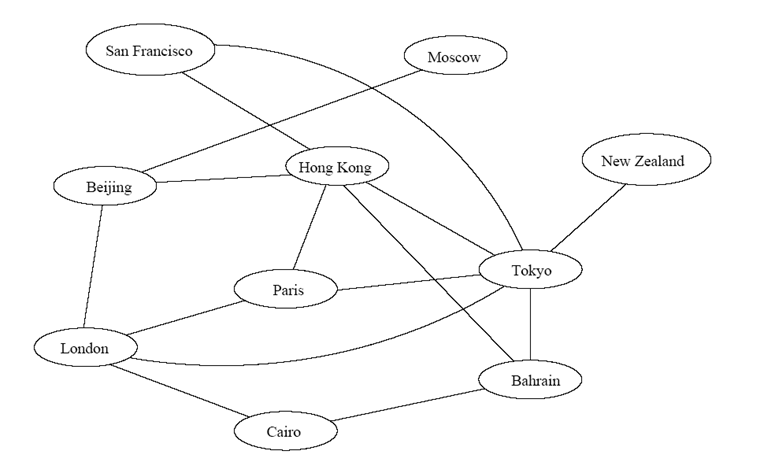 San Francisco
Moscow
Hong Kong
New Zealand
Beijing
Tokyo
Paris
London
Bahrain
Cairo